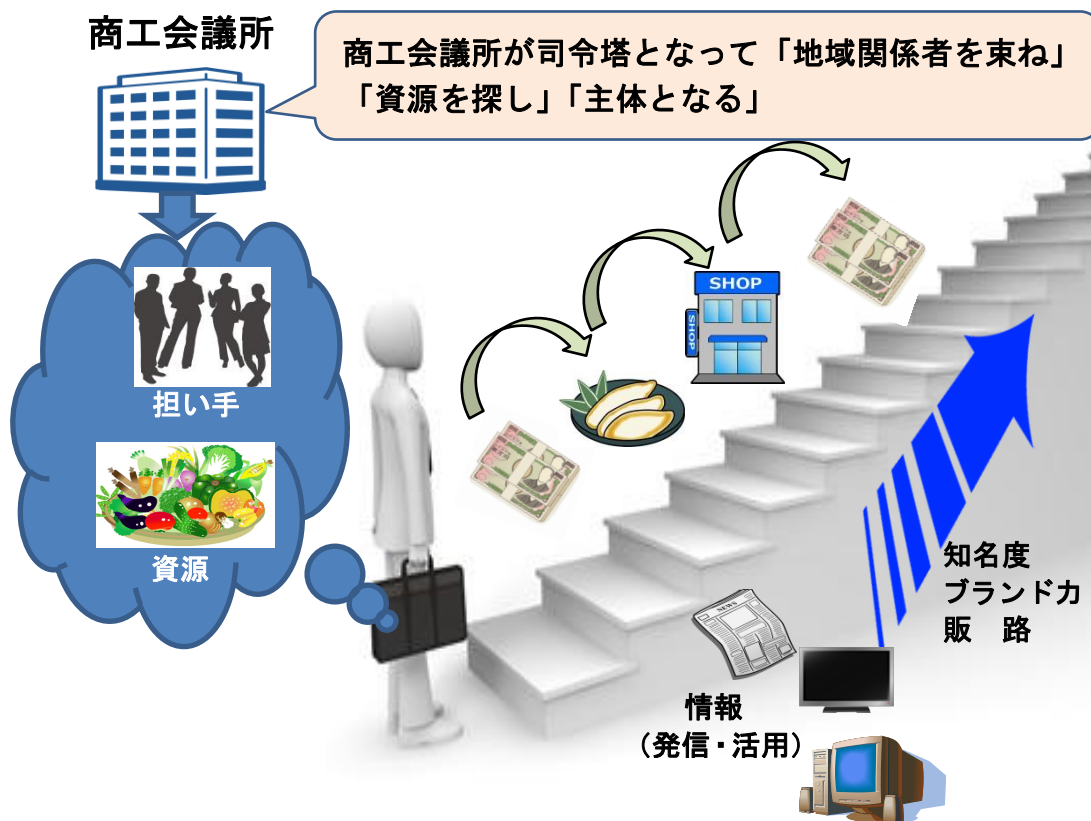 商工会議所
商工会議所が司令塔となって「地域関係者を束ね」
「資源を探し」「主体となる」
担い手
資源
SHOP
SHOP
NEWS
情報
（発信・活用）
知名度
ブランド力
販　路